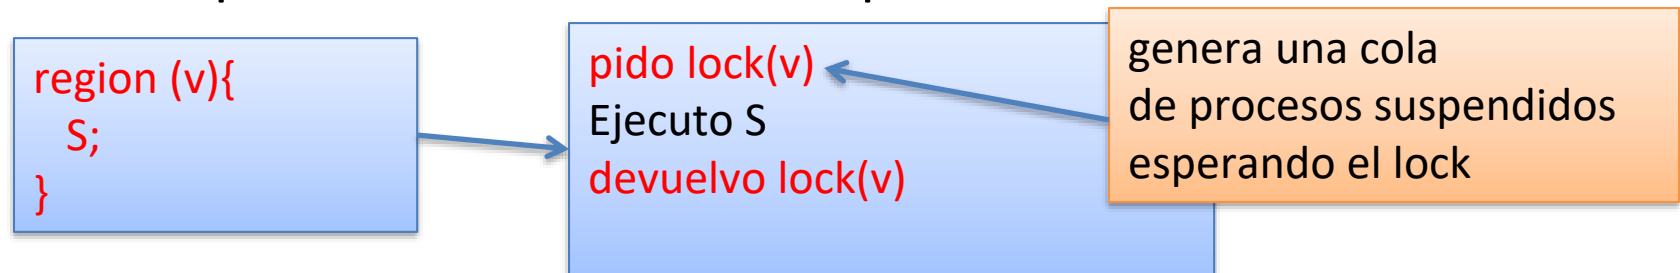 region (v){
S;
}
pido lock(v)
Ejecuto S
devuelvo lock(v)
genera una cola
de procesos suspendidos
esperando el lock